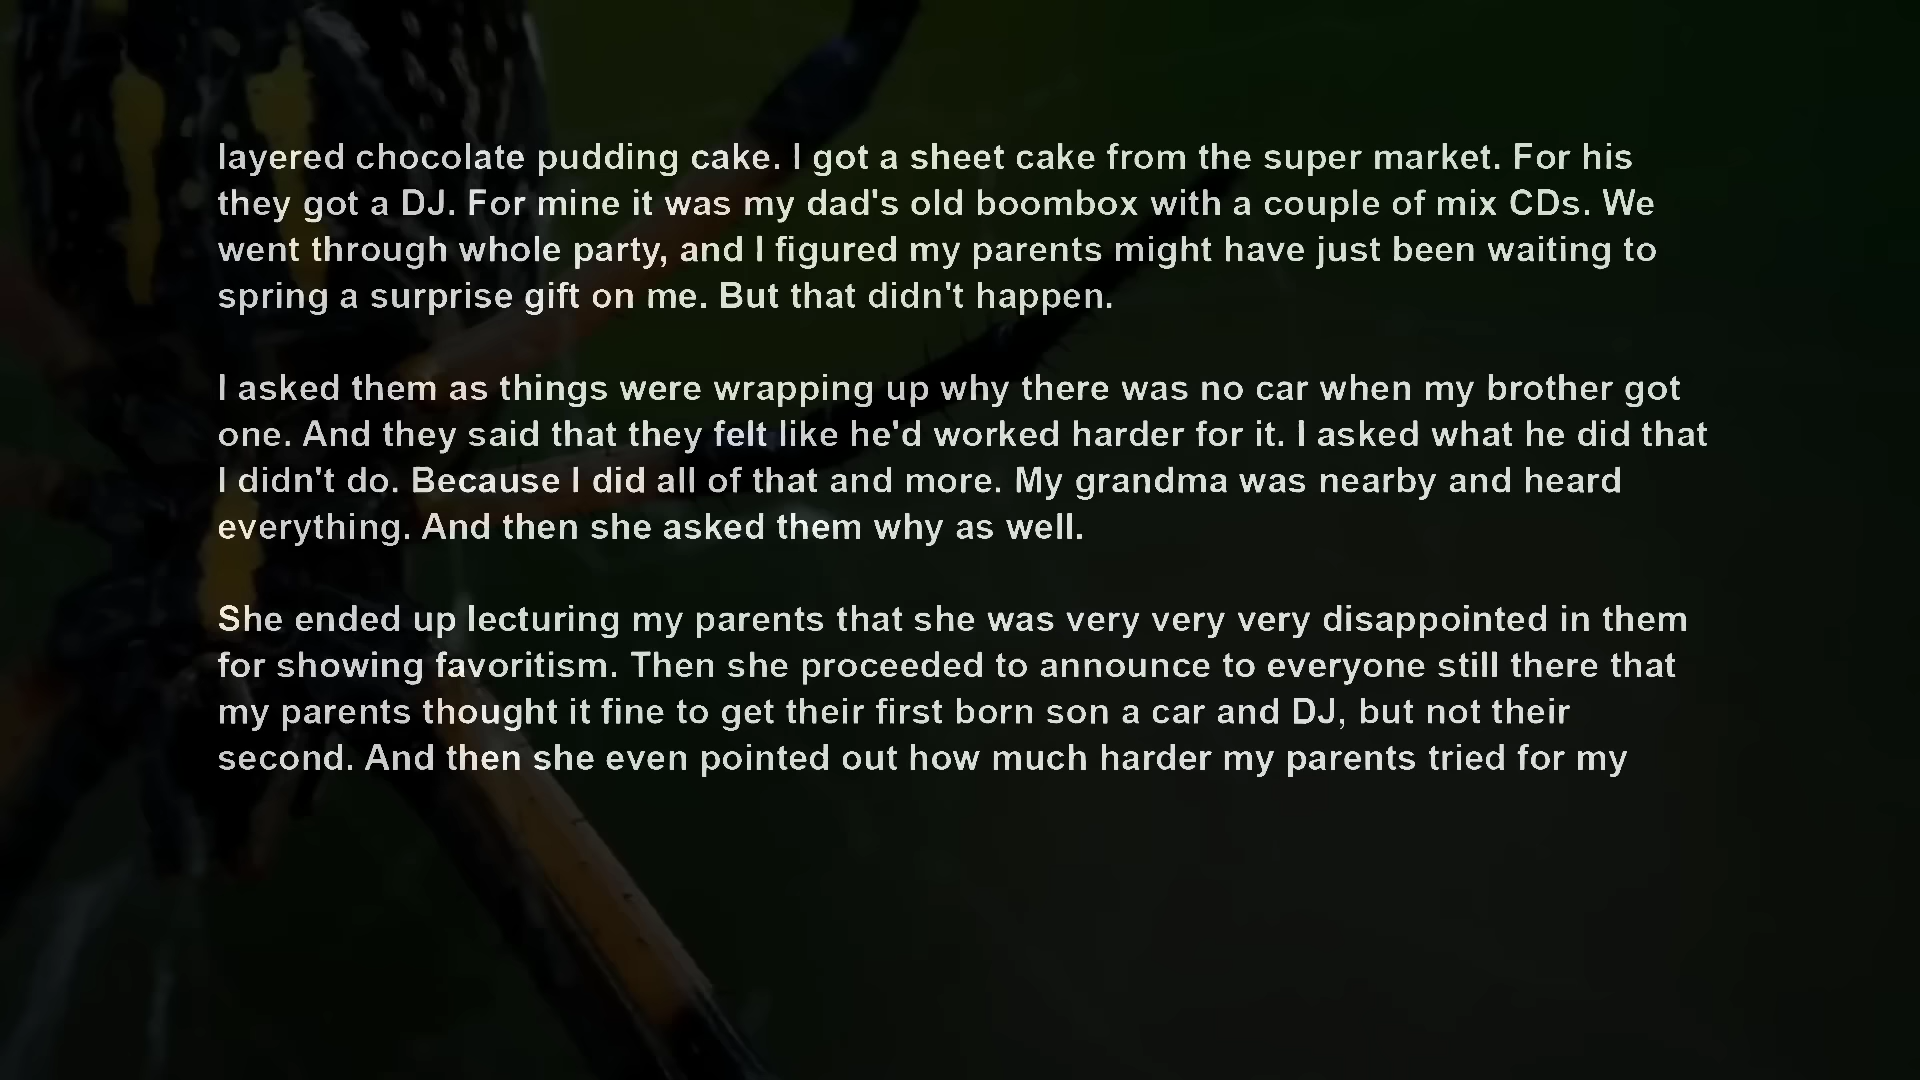 layered chocolate pudding cake. I got a sheet cake from the super market. For his
they got a DJ. For mine it was my dad's old boombox with a couple of mix CDs. We
went through whole party, and I figured my parents might have just been waiting to
spring a surprise gift on me. But that didn't happen.
I asked them as things were wrapping up why there was no car when my brother got
one. And they said that they felt like he'd worked harder for it. I asked what he did that
I didn't do. Because I did all of that and more. My grandma was nearby and heard
everything. And then she asked them why as well.
She ended up lecturing my parents that she was very very very disappointed in them
for showing favoritism. Then she proceeded to announce to everyone still there that
my parents thought it fine to get their first born son a car and DJ, but not their
second. And then she even pointed out how much harder my parents tried for my